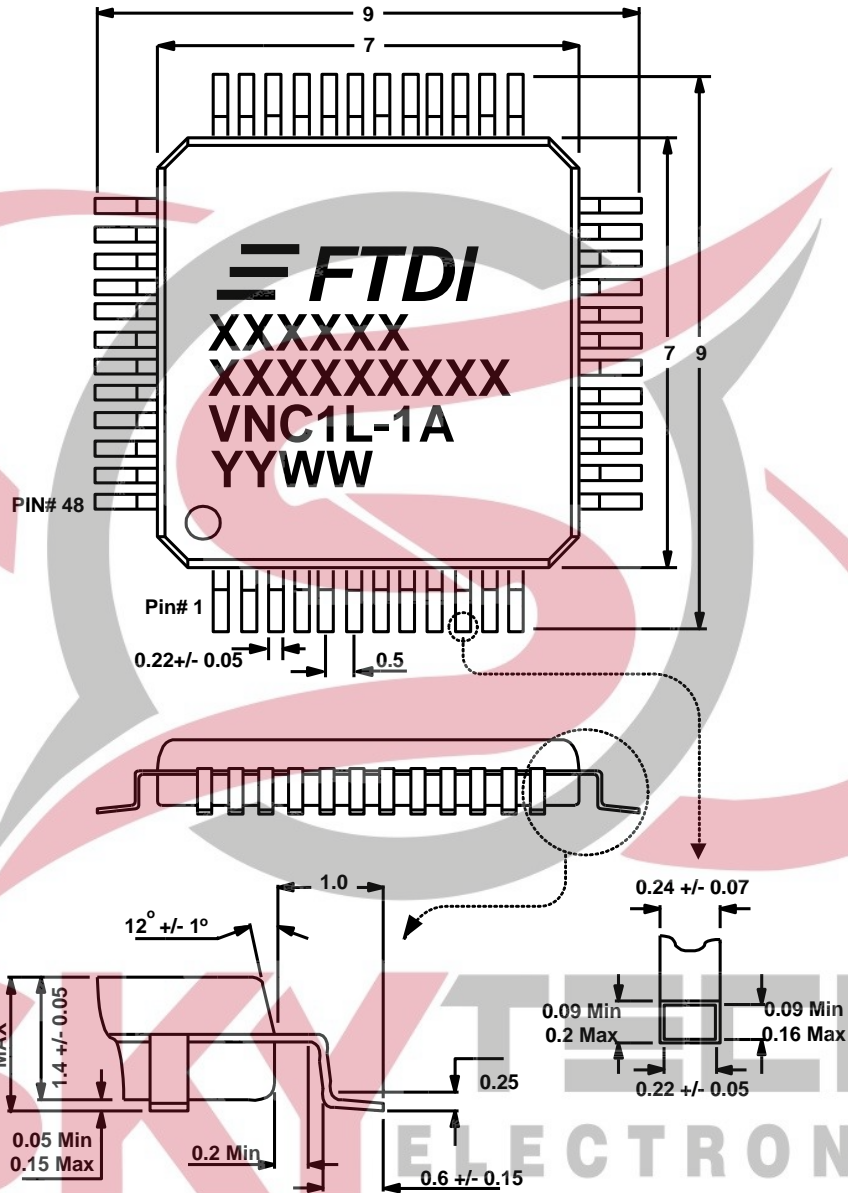 9
7
FTDI
XXXXXX
XXXXXXXXXX
VNC1L-1A
YYWW
7 9
PIN# 48
Pin# 1
0.22+/- 0.05
0.5
1.0
12° +/- 1°
0.24 +/- 0.07
MAX
1.4 +/- 0.05
0.25
0.09 Min
0.2 Max
0.09 Min
0.16 Max
0.22 +/- 0.05
0.05 Min
0.15 Max
0.2 Min
0.6 +/- 0.15
SKYTECH
ELECTRON